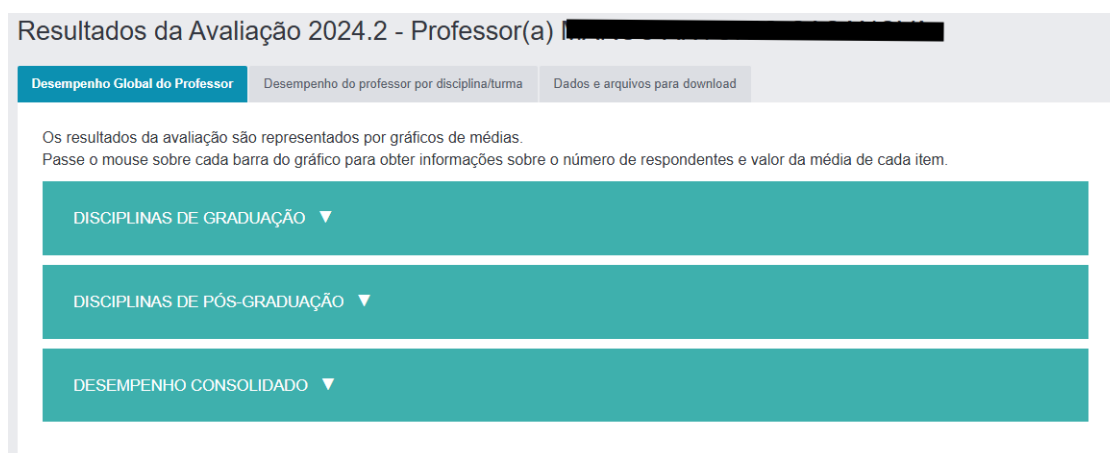 Resultados da Avaliação 2024.2 - Professor(a)
Desempenho Global do Professor
Desempenho do professor por disciplina/turma
Dados e arquivos para download
Os resultados da avaliação são representados por gráficos de médias.
Passe o mouse sobre cada barra do gráfico para obter informações sobre o número de respondentes e valor da média de cada item.
DISCIPLINAS DE GRADUAÇÃO ▼
DISCIPLINAS DE PÓS-GRADUAÇÃO ▼
DESEMPENHO CONSOLIDADO ▼